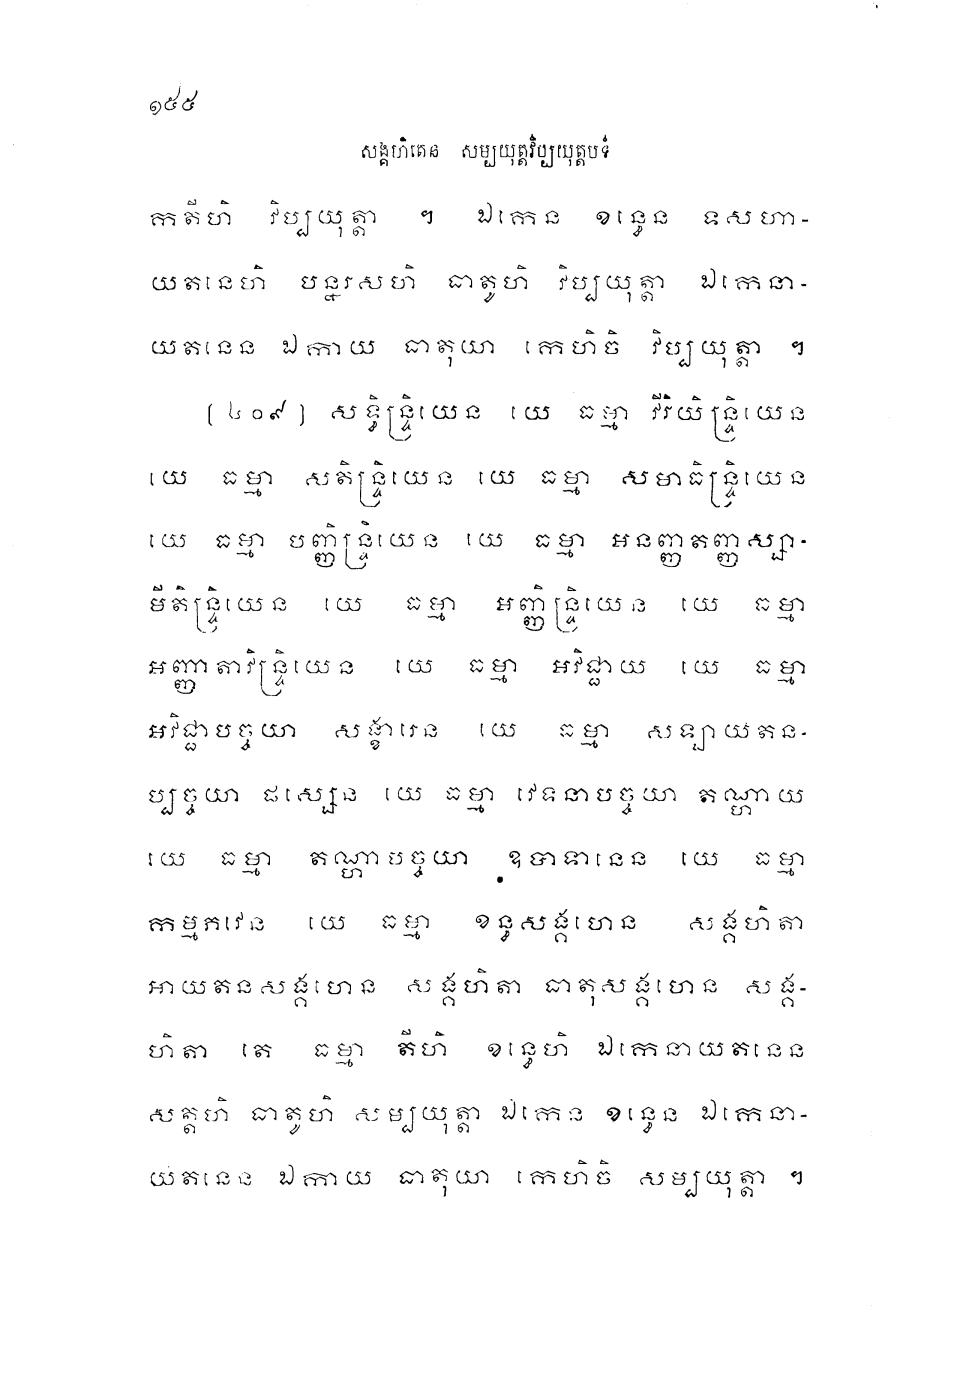 ១៥៥
សង្គហិតេន សម្បយុត្តវិប្បយុត្តបទំ
កតីហិ វិប្បយុត្តា ។ ឯកេន ខន្ធេន ទសហា-
យតនេហិ បន្នរសហិ ធាតូហិ វិប្បយុត្តា ឯកេនា-
យតនេន ឯកាយ ធាតុយា កេហិចិ វិប្បយុត្តា ។
(៤០៩) សទ្ធិន្ទ្រិយេន យេ ធម្មា វីរិយិន្ទ្រិយេន
យេ ធម្មា សតិន្ទ្រិយេន យេ ធម្មា សមាធិន្ទ្រិយេន
យេ ធម្មា បញ្ញិន្ទ្រិយេន យេ ធម្មា អនញ្ញតញ្ញស្សា-
មីតិន្ទ្រិយេន យេ ធម្មា អញ្ញិន្ទ្រិយេន យេ ធម្មា
អញ្ញាតាវិន្ទ្រិយេន យេ ធម្មា អវិជ្ជាយ យេ ធម្មា
អវិជ្ជាបច្ចយា សង្ខារេន យេ ធម្មា សឡាយតន-
ប្បច្ចយា ផស្សេន យេ ធម្មា វេទនាបច្ចយា តណ្ហាយ
យេ ធម្មា តណ្ហាបច្ចយា ឧបាទានេន យេ ធម្មា
កម្មភវេន យេ ធម្មា ខន្ធសង្គហេន សង្គហិតា
អាយតនសង្គហេន សង្គហិតា ធាតុសង្គហេន សង្គ-
ហិតា តេ ធម្មា តីហិ ខន្ធេហិ ឯកេនាយតនេន
សត្តហិ ធាតូហិ សម្បយុត្តា ឯកេន ខន្ធេន ឯកេនា-
យតនេន ឯកាយ ធាតុយា កេហិចិ សម្បយុត្តា ។